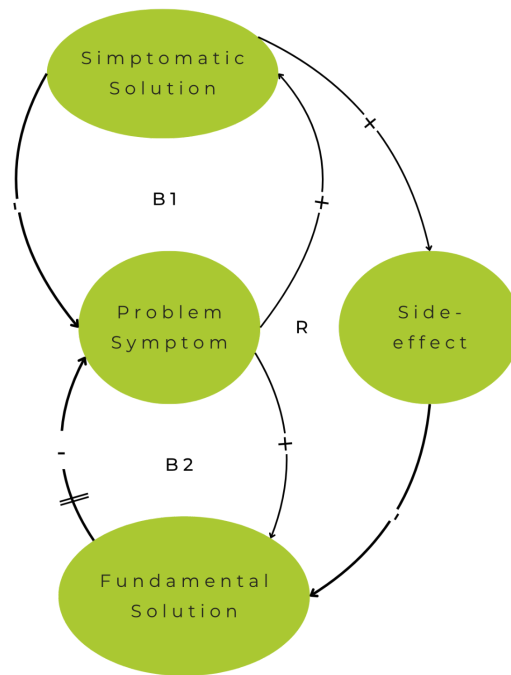 Simptomatic
Solution
+
B1
-
+
Problem
Symptom
R
Side-
effect
+
-
B2
-
Fundamental
Solution